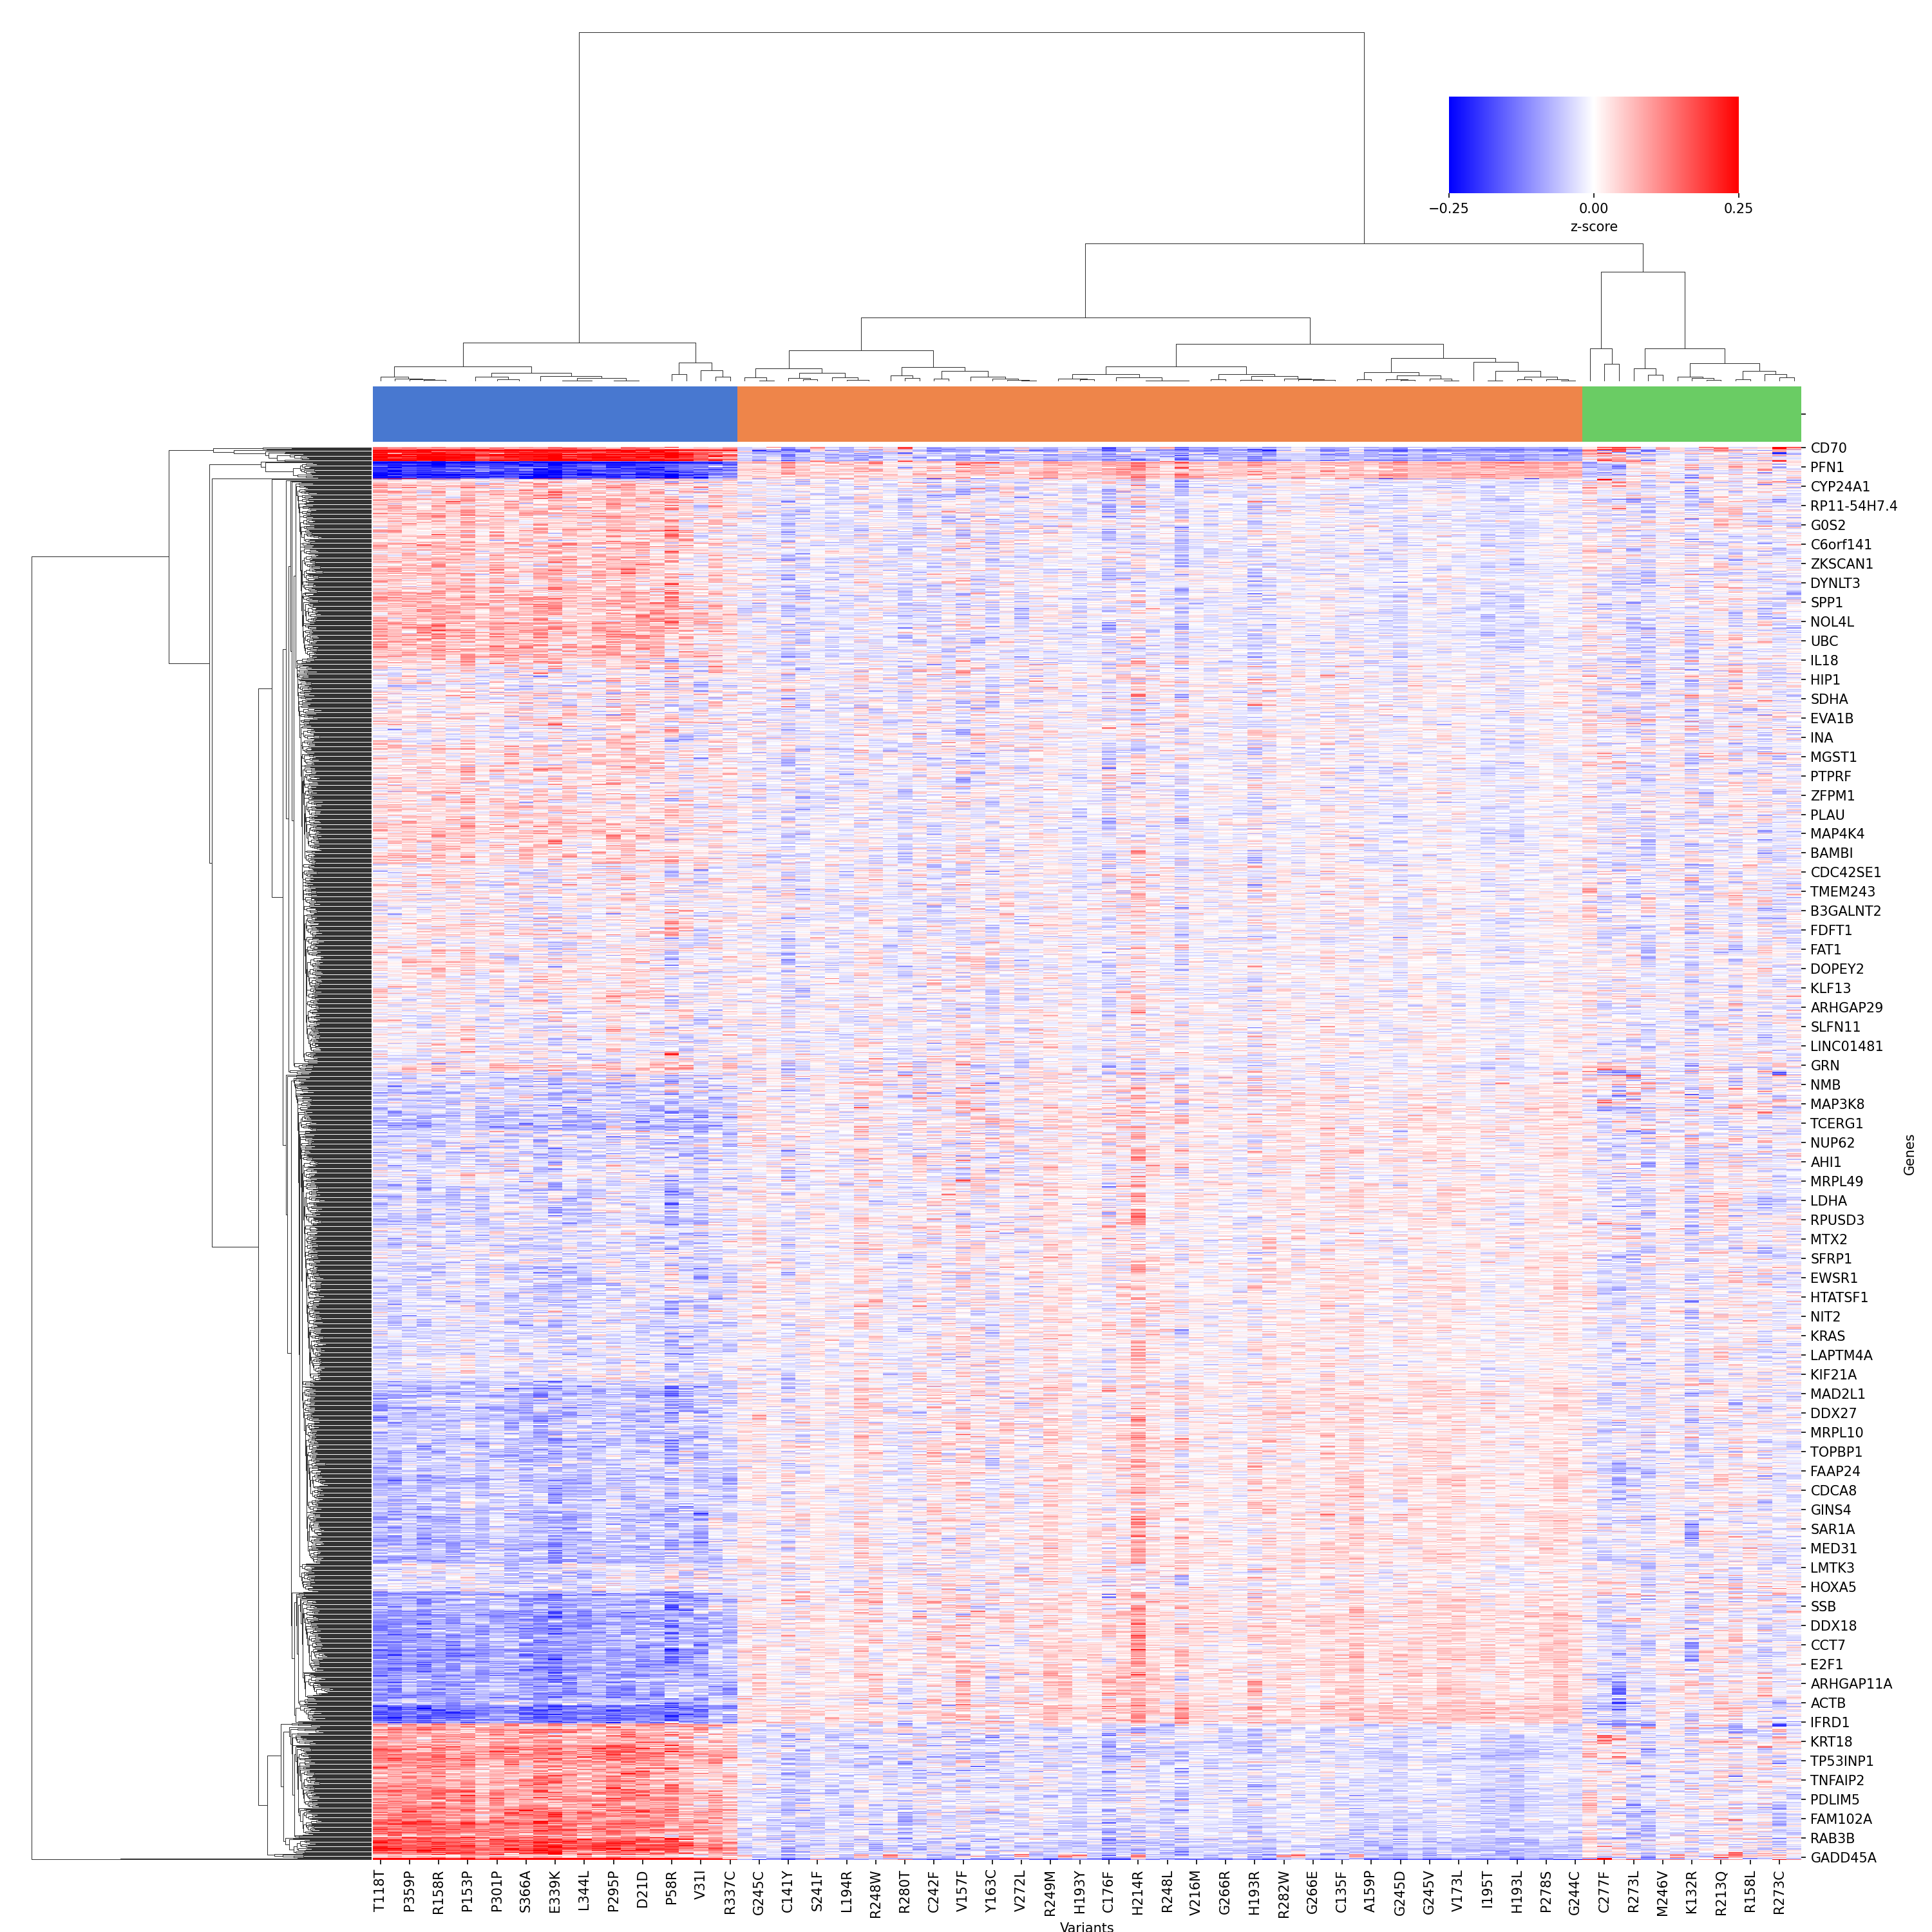 −0.25 0.00 0.25
z-score
CD70
PFN1
CYP24A1
RP11-54H7.4
G0S2
C6orf141
ZKSCAN1
DYNLT3
SPP1
NOL4L
UBC
IL18
HIP1
SDHA
EVA1B
INA
MGST1
PTPRF
ZFPM1
PLAU
MAP4K4
BAMBI
CDC42SE1
TMEM243
B3GALNT2
FDFT1
FAT1
DOPEY2
KLF13
ARHGAP29
SLFN11
LINC01481
GRN
NMB
MAP3K8
TCERG1
NUP62
AHI1
MRPL49
LDHA
RPUSD3
MTX2
SFRP1
EWSR1
HTATSF1
NIT2
KRAS
LAPTM4A
KIF21A
MAD2L1
DDX27
MRPL10
TOPBP1
FAAP24
CDCA8
GINS4
SAR1A
MED31
LMTK3
HOXA5
SSB
DDX18
CCT7
E2F1
ARHGAP11A
ACTB
IFRD1
KRT18
TP53INP1
TNFAIP2
PDLIM5
FAM102A
RAB3B
GADD45A
Genes
T118T
P359P
R158R
P153P
P301P
S366A
E339K
L344L
P295P
D21D
P58R
V31I
R337C
G245C
C141Y
S241F
L194R
R248W
R280T
C242F
V157F
Y163C
V272L
R249M
H193Y
C176F
H214R
R248L
V216M
G266R
H193R
R282W
G266E
C135F
A159P
G245D
G245V
V173L
I195T
H193L
P278S
G244C
C277F
R273L
M246V
K132R
R213Q
R158L
R273C
Variants